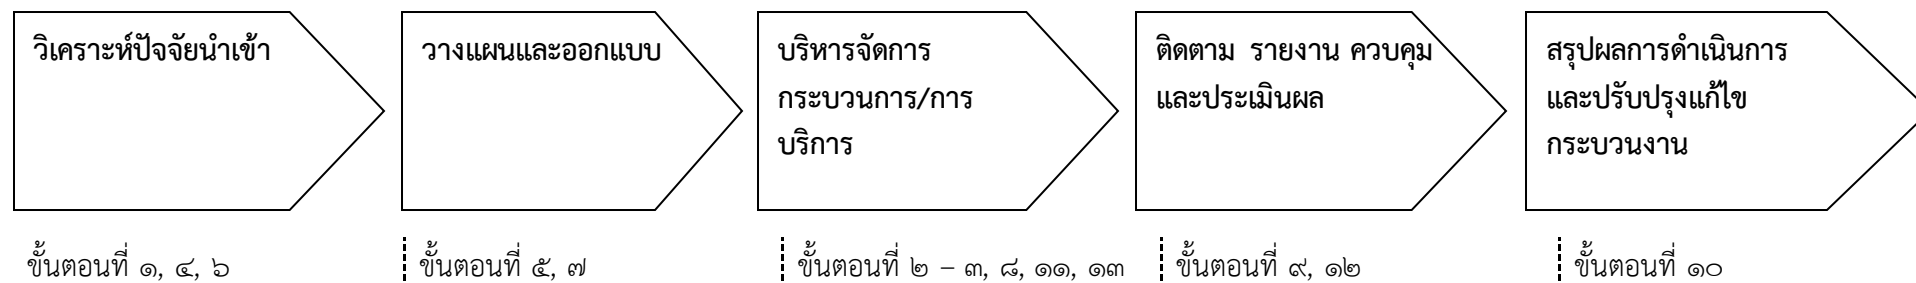 วิเคราะห์ปัจจัยนำเข้า
วางแผนและออกแบบ
บริหารจัดการ
กระบวนการ/การ
บริการ
ติดตาม รายงาน ควบคุม
และประเมินผล
สรุปผลการดำเนินการ
และปรับปรุงแก้ไข
กระบวนงาน
ขั้นตอนที่ ๑, ๔, ๖
ขั้นตอนที่ ๕, ๗
ขั้นตอนที่ ๒ – ๓, ๘, ๑๑, ๑๓
ขั้นตอนที่ ๙, ๑๒
ขั้นตอนที่ ๑๐